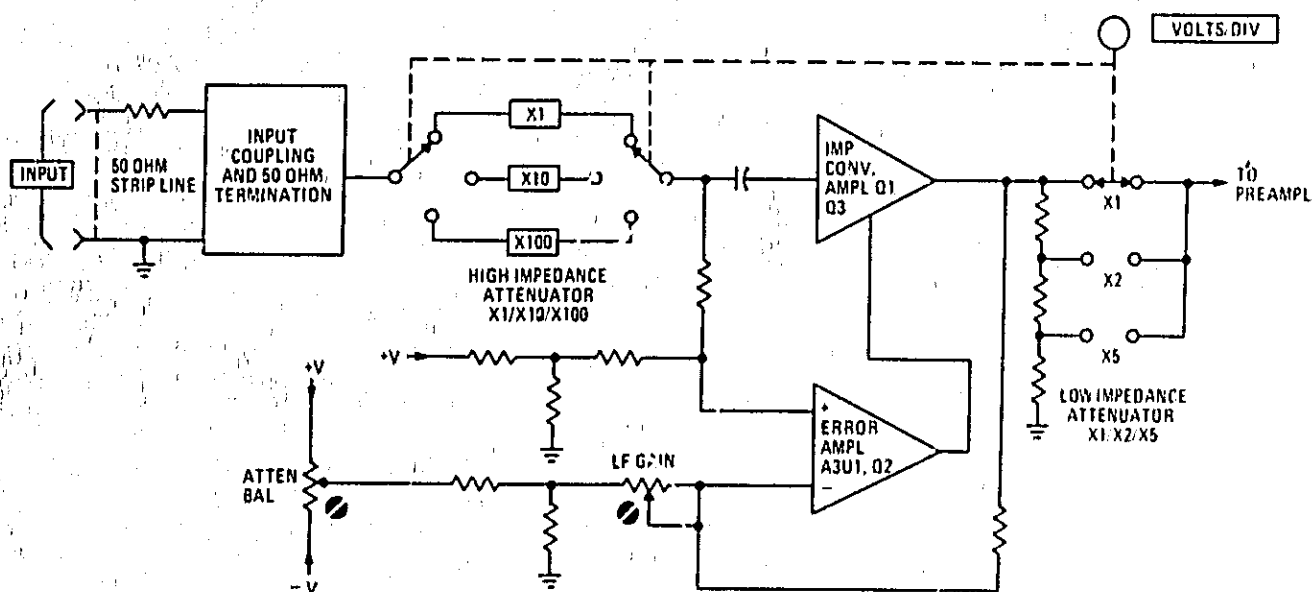 VOLTS/DIV
INPUT
50 OHM
STRIP LINE
INPUT
COUPLING
AND 50 OHM
TERMINATION
X1
X10
X100
HIGH IMPEDANCE
ATTENUATOR
X1/X10/X100
IMP
CONV,
AMPL Q1
Q3
TO
PREAMPL
X1
X2
X5
LOW IMPEDANCE
ATTENUATOR
X1/X2/X5
+V
+V
ATTEN
BAL
-V
LF GAIN
+
ERROR
AMPL
A3U1, Q2
-